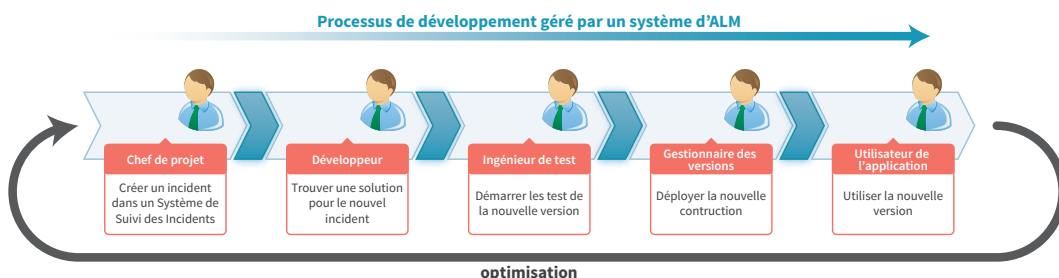 Processus de développement géré par un système d’ALM
Chef de projet
Créer un incident
dans un Système de
Suivi des Incidents
Développeur
Trouver une solution
pour le nouvel
incident
Ingénieur de test
Démarrer les test de
la nouvelle version
Gestionnaire des
versions
Déployer la nouvelle
contruction
Utilisateur de
l’application
Utiliser la nouvelle
version
optimisation